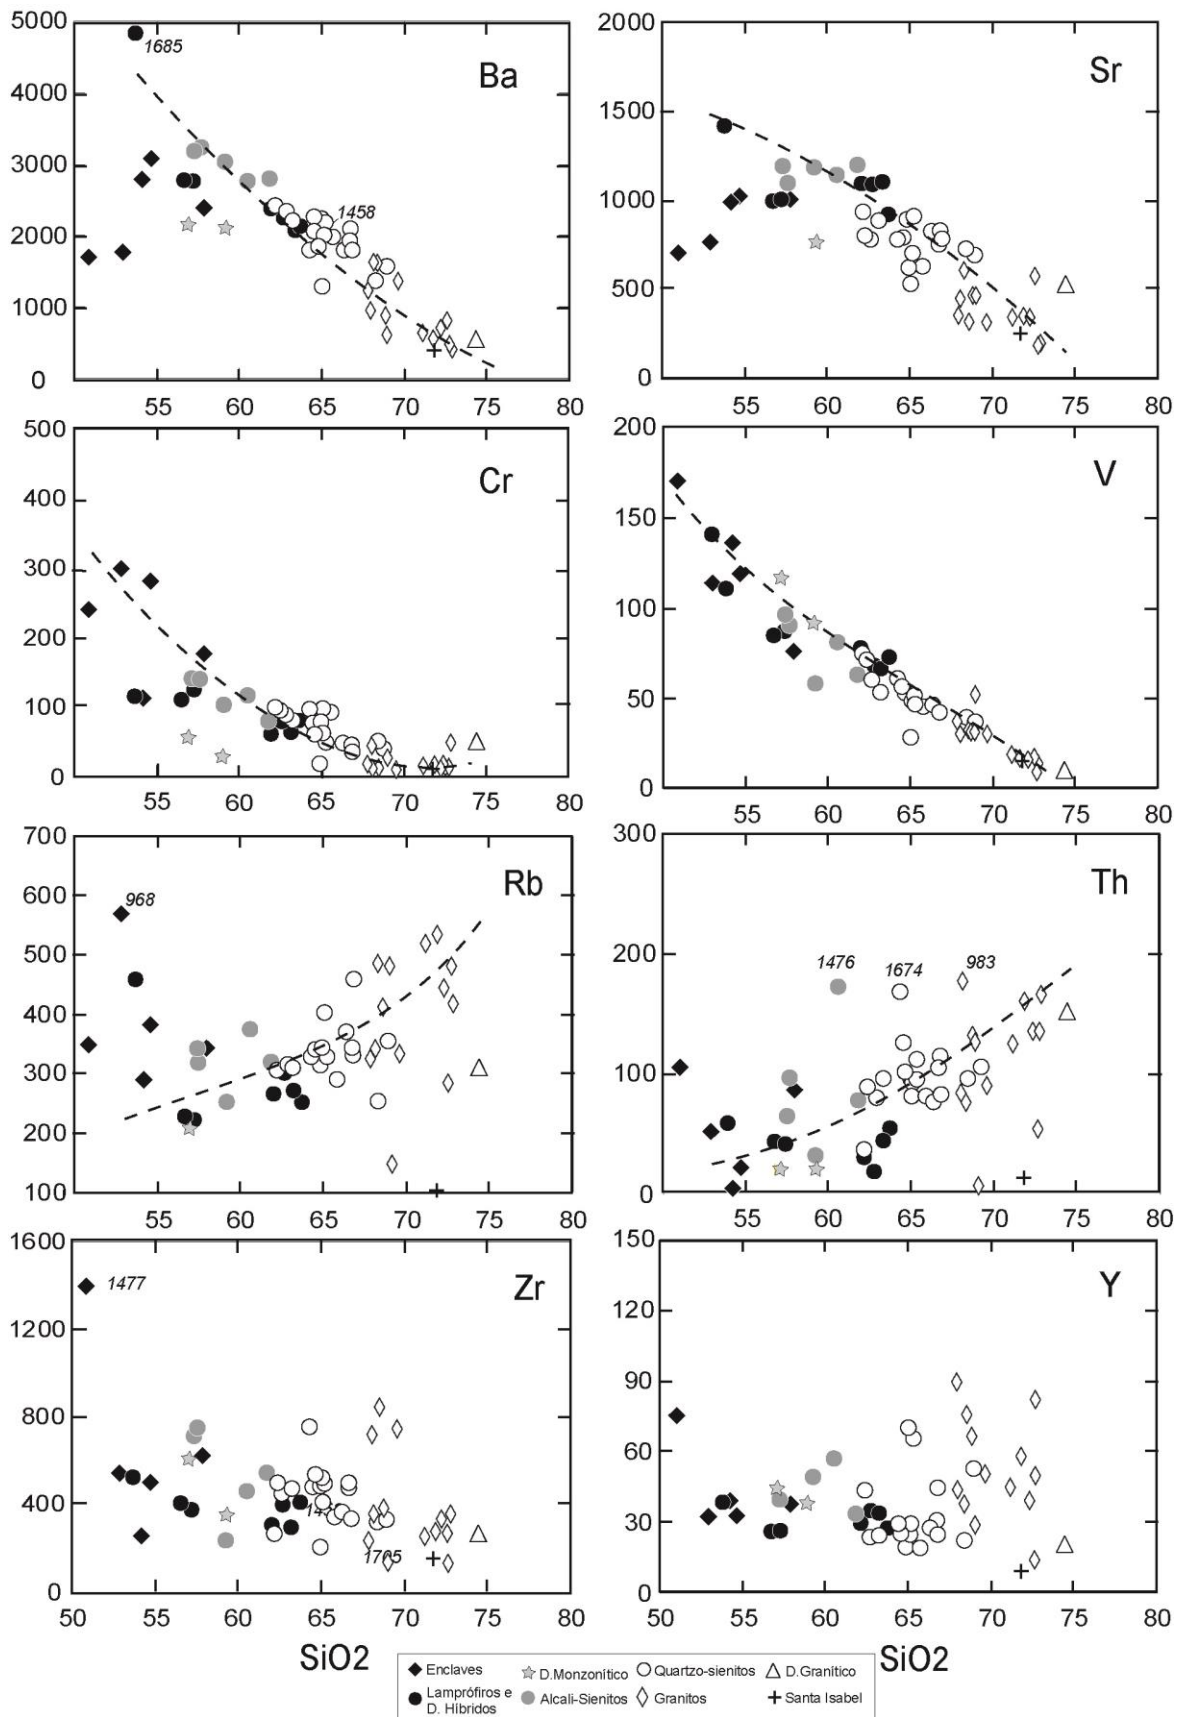 5000
4000
3000
2000
1000
0
1685
1458
Ba
55 60 65 70 75 80
2000
1500
1000
500
0
Sr
55 60 65 70 75 80
500
400
300
200
100
0
Cr
55 60 65 70 75 80
200
150
100
50
0
V
55 60 65 70 75 80
700
600
500
400
300
200
100
968
Rb
55 60 65 70 75 80
300
200
100
0
1476
1674
983
Th
55 60 65 70 75 80
1600
1200
800
400
0
1477
1705
Zr
50 55 60 65 70 75 80
SiO2
150
120
90
60
30
0
Y
50 55 60 65 70 75 80
SiO2
Enclaves D.Monzonítico Quartzo-sienitos D.Granítico
Lamprófiros e D. Híbridos Alcali-Sienitos Granitos Santa Isabel